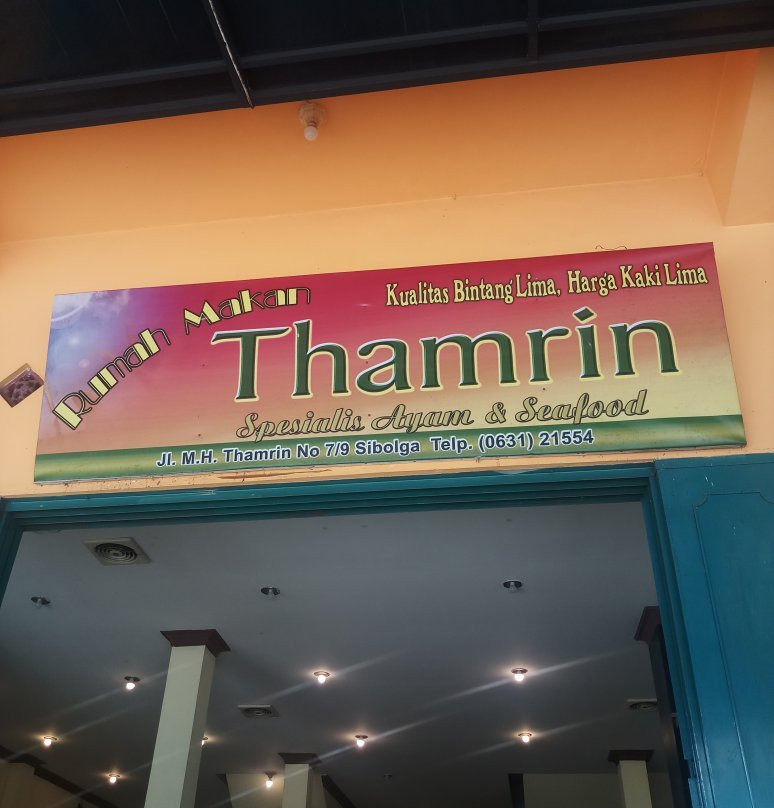 Rumah Makan
Kualitas Bintang Lima, Harga Kaki Lima
Thamrin
Spesialis Ayam & Seafood
Jl. M.H. Thamrin No 7/9 Sibolga Telp. (0631) 21554